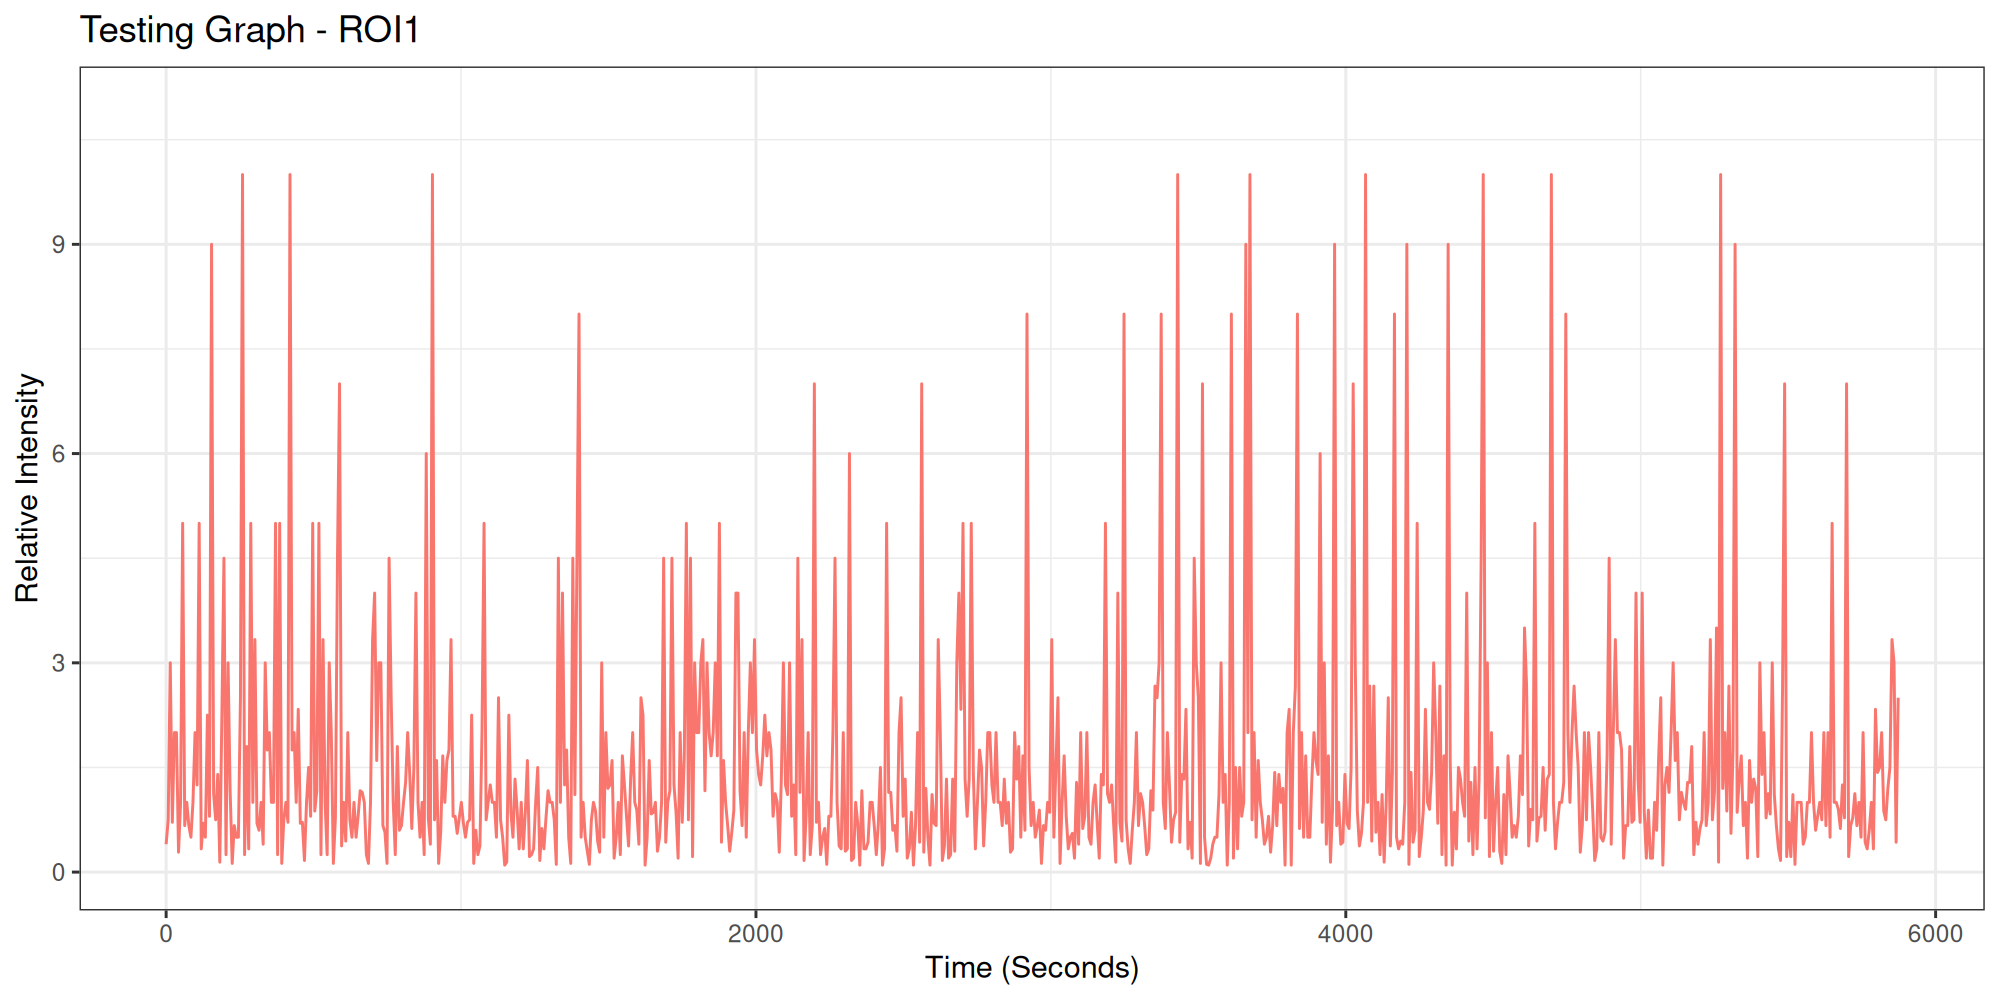 Testing Graph - ROI1
Relative Intensity
9
6
3
0
0 2000 4000 6000
Time (Seconds)